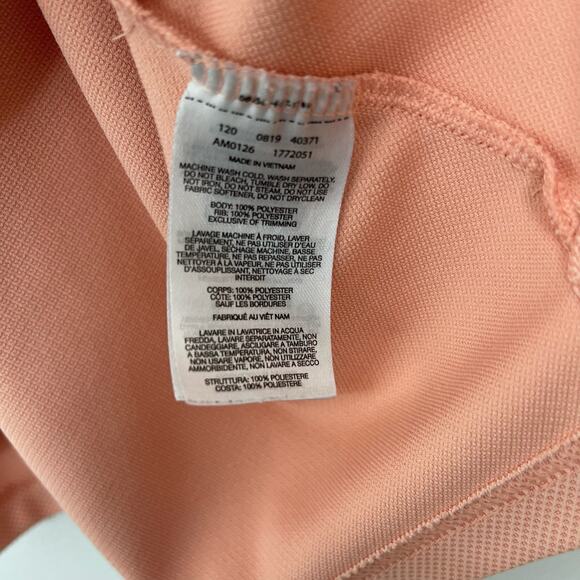 120 0819 40371
AM0126 1772051
MADE IN VIETNAM
MACHINE WASH COLD, WASH SEPARATELY,
DO NOT BLEACH, TUMBLE DRY LOW, DO
NOT IRON, DO NOT STEAM, DO NOT USE
FABRIC SOFTENER, DO NOT DRYCLEAN
BODY: 100% POLYESTER
RIB: 100% POLYESTER
EXCLUSIVE OF TRIMMING
LAVAGE MACHINE À FROID, LAVER
SÉPAREMENT, NE PAS UTILISER D'EAU
DE JAVEL, SECHAGE MACHINE, BASSE
TEMPÉRATURE, NE PAS REPASSER, NE PAS
NETTOYER À LA VAPEUR, NE PAS UTILISER
D'ASSOUPLISSANT, NETTOYAGE À SEC
INTERDIT
CORPS: 100% POLYESTER
CÔTE: 100% POLYESTER
SAUF LES BORDURES
FABRIQUÉ AU VIÊT NAM
LAVARE IN LAVATRICE IN ACQUA
FREDDA, LAVARE SEPARATAMENTE, NON
CANDEGGIARE, ASCIUGARE A TAMBURO
A BASSA TEMPERATURA, NON STIRARE,
NON USARE VAPORE, NON UTILIZZARE
AMMORBIDENTE, NON LAVARE A SECCO
STRUTTURA: 100% POLIESTERE
COSTA: 100% POLIESTERE